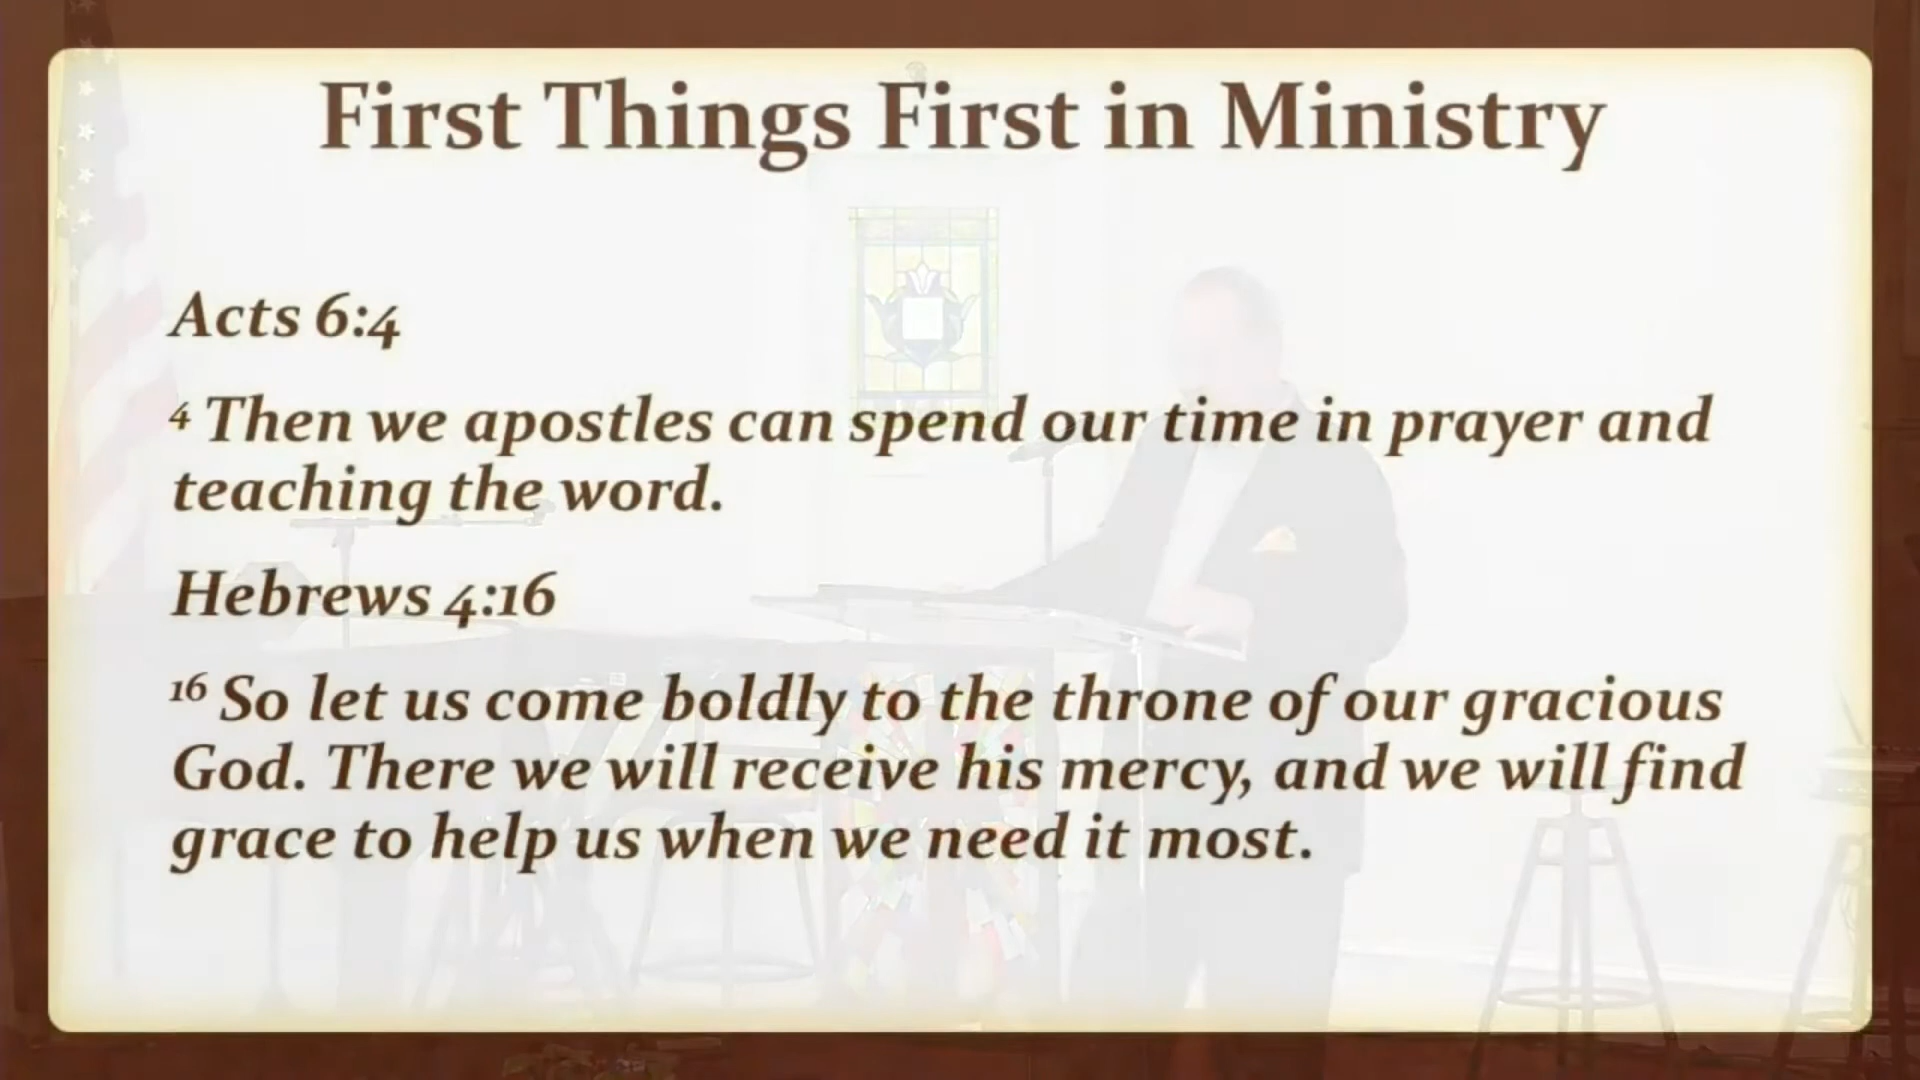 First Things First in Ministry
Acts 6:4
4 Then we apostles can spend our time in prayer and
teaching the word.
Hebrews 4:16
16 So let us come boldly to the throne of our gracious
God. There we will receive his mercy, and we will find
grace to help us when we need it most.